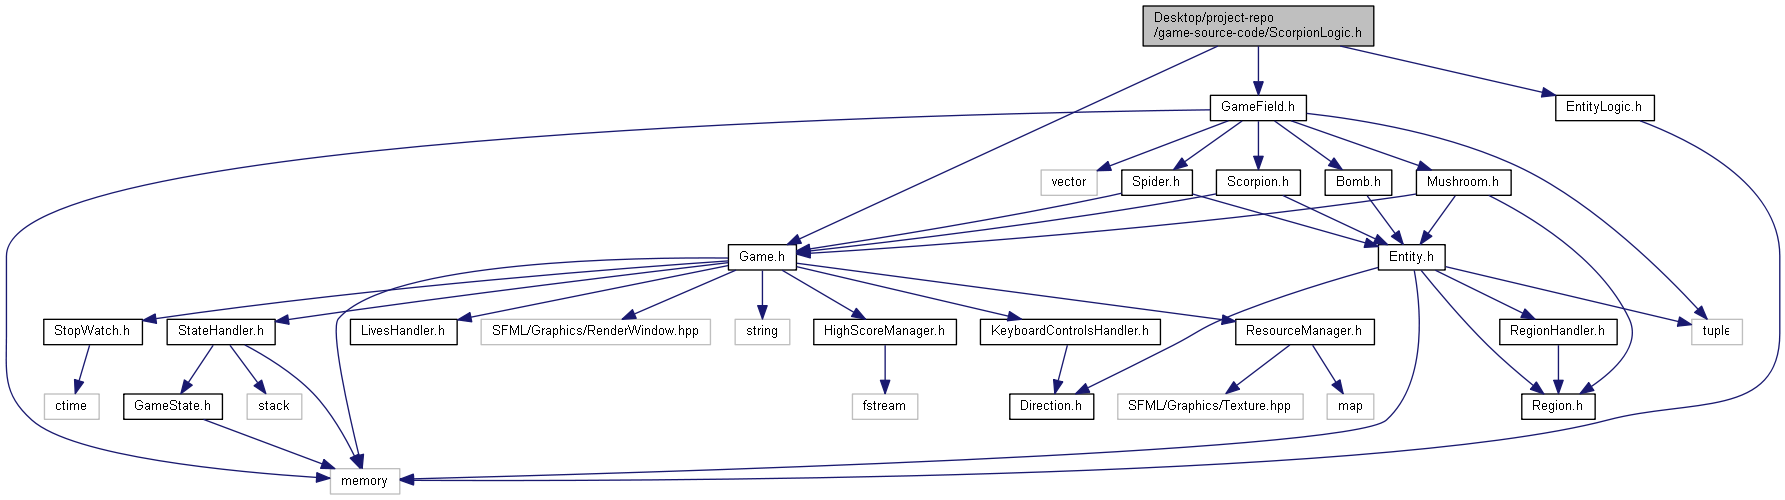 Desktop/project-repo
/game-source-code/ScorpionLogic.h
GameField.h
EntityLogic.h
vector
Spider.h
Scorpion.h
Bomb.h
Mushroom.h
Game.h
Entity.h
StopWatch.h
StateHandler.h
LivesHandler.h
SFML/Graphics/RenderWindow.hpp
string
HighScoreManager.h
KeyboardControlsHandler.h
ResourceManager.h
RegionHandler.h
tuple
ctime
GameState.h
stack
fstream
Direction.h
SFML/Graphics/Texture.hpp
map
Region.h
memory